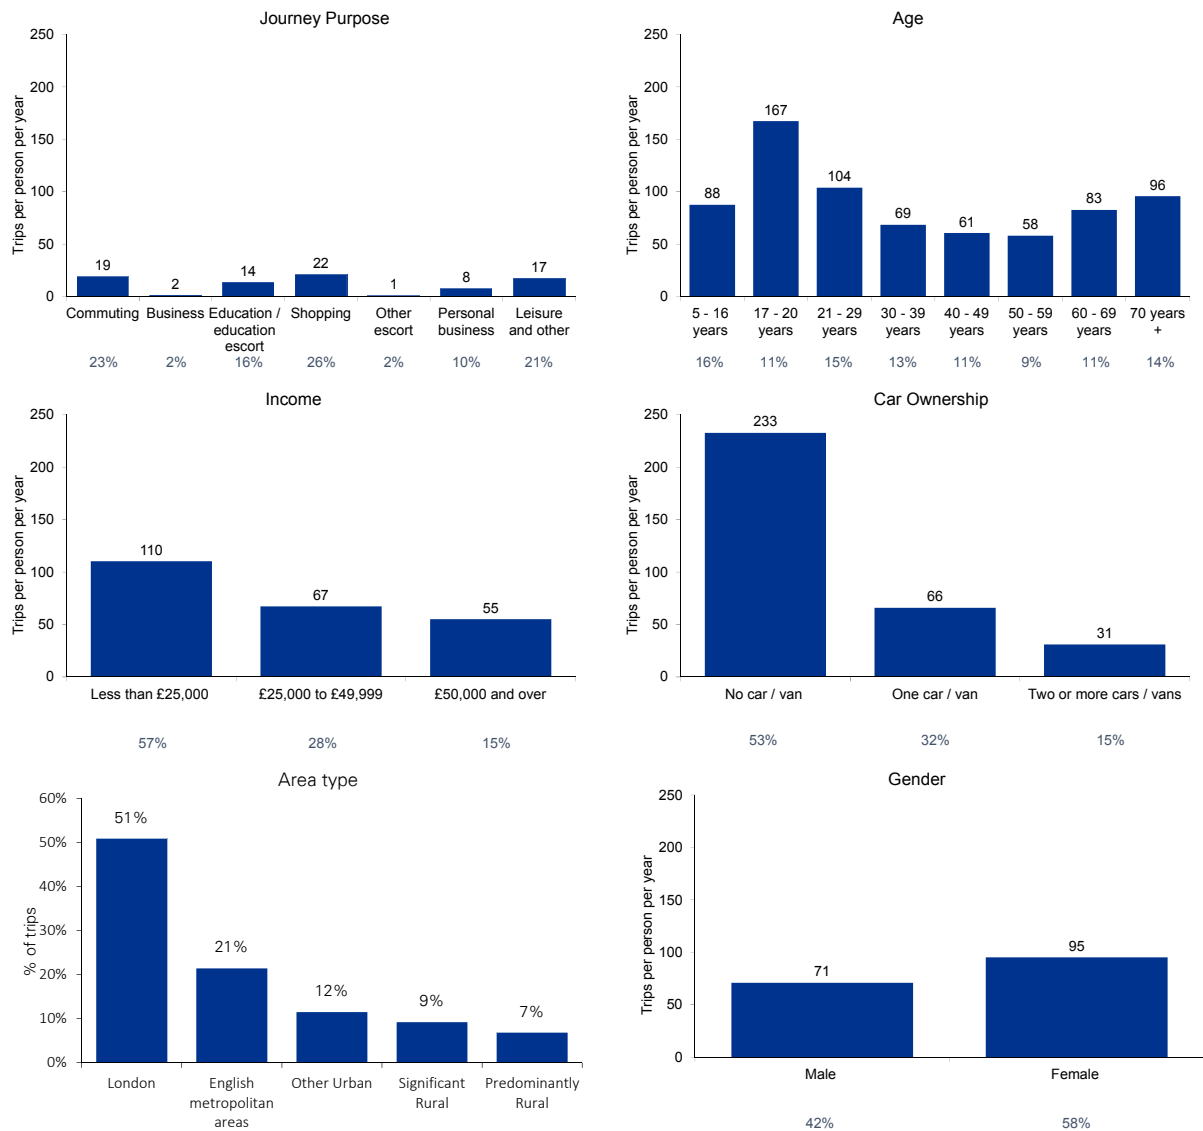 Journey Purpose
Trips per person per year
250
200
150
100
50
0
19
2
14
22
1
8
17
Commuting Business Education / Shopping Other Personal Leisure
education escort business and other
escort
23% 2% 16% 26% 2% 10% 21%
Age
Trips per person per year
250
200
150
100
50
0
88
167
104
69
61
58
83
96
5 - 16 17 - 20 21 - 29 30 - 39 40 - 49 50 - 59 60 - 69 70 years
years years years years years years years +
16% 11% 15% 13% 11% 9% 11% 14%
Income
Trips per person per year
250
200
150
100
50
0
110
67
55
Less than £25,000 £25,000 to £49,999 £50,000 and over
57% 28% 15%
Car Ownership
Trips per person per year
250
200
150
100
50
0
233
66
31
No car / van One car / van Two or more cars / vans
53% 32% 15%
Area type
% of trips
60%
50%
40%
30%
20%
10%
0%
51%
21%
12%
9%
7%
London English Other Urban Significant Predominantly
metropolitan Rural Rural
areas
Gender
Trips per person per year
250
200
150
100
50
0
71
95
Male Female
42% 58%